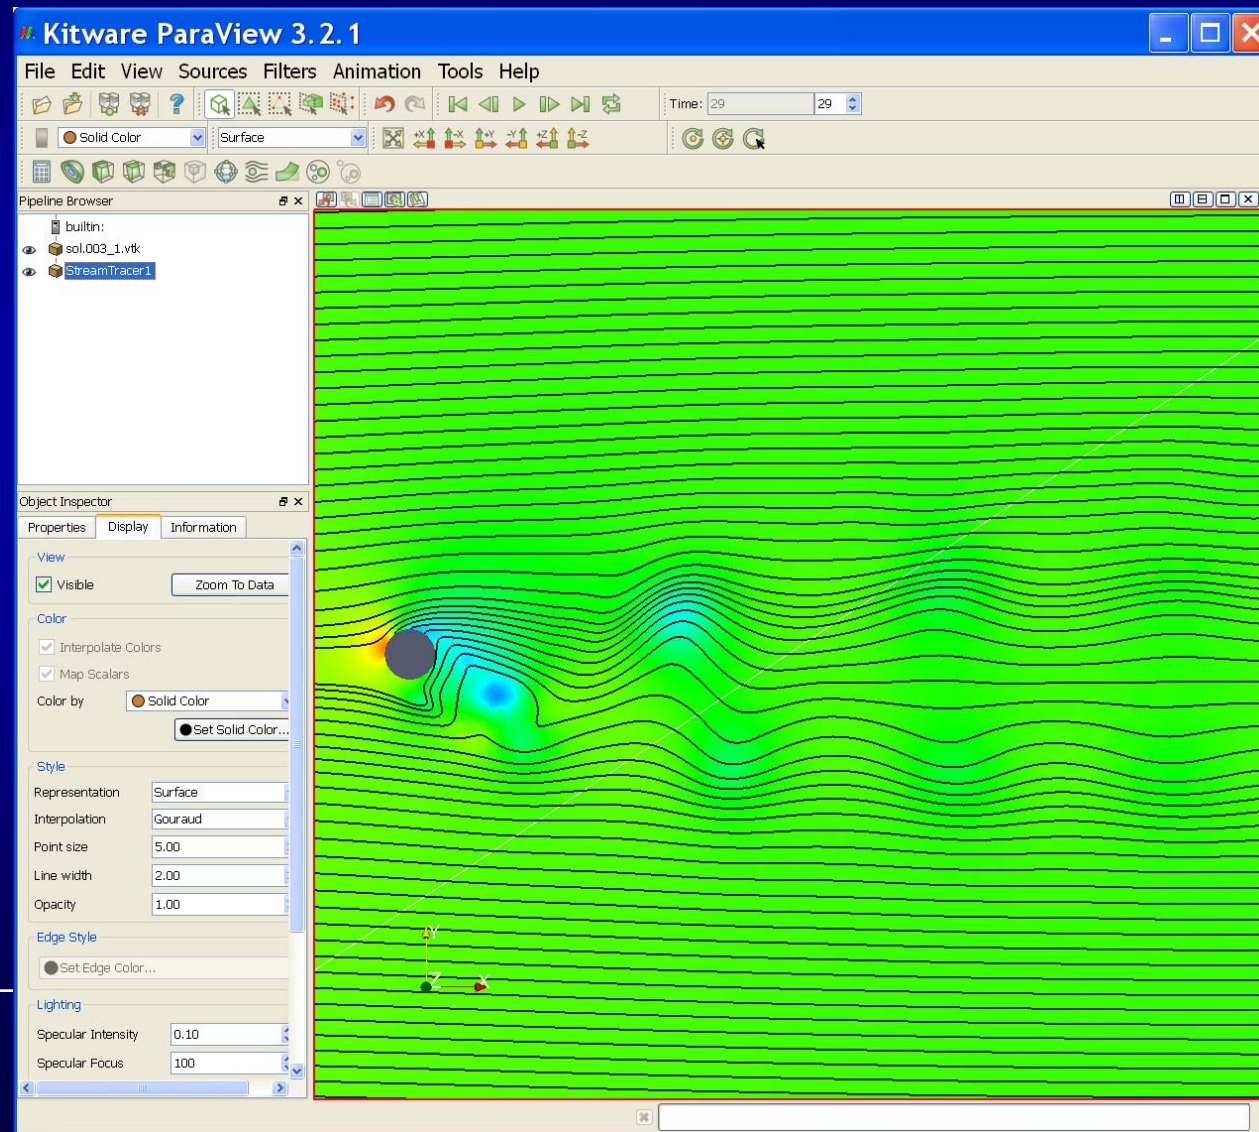 Kitware ParaView 3.2.1
File Edit View Sources Filters Animation Tools Help
Time: 29 29
Solid Color Surface
Pipeline Browser
builtin:
sol.003_1.vtk
StreamTracer1
Object Inspector
Properties Display Information
View
Visible Zoom To Data
Color
Interpolate Colors
Map Scalars
Color by Solid Color
Set Solid Color...
Style
Representation Surface
Interpolation Gouraud
Point size 5.00
Line width 2.00
Opacity 1.00
Edge Style
Set Edge Color...
Lighting
Specular Intensity 0.10
Specular Focus 100
Y
Z X